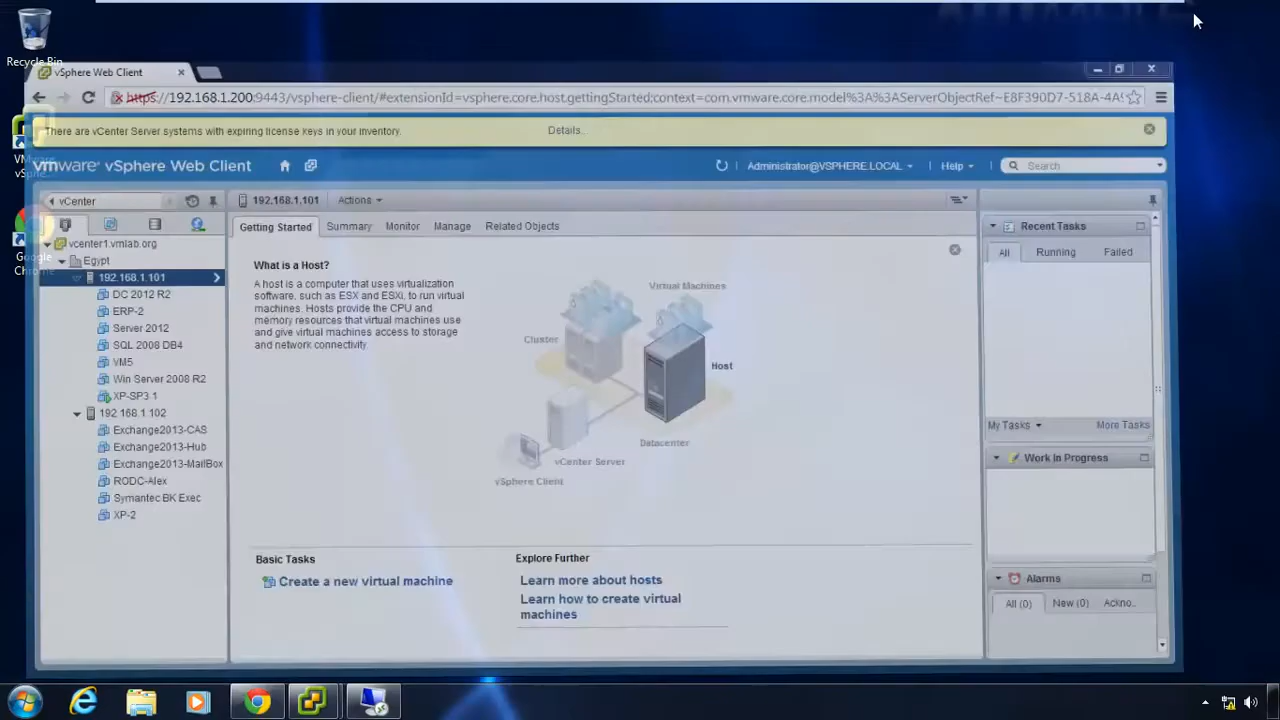 Recycle Bin
vSphere Web Client
https://192.168.1.200:9443/vsphere-client/#extensionId=vsphere.core.host.gettingStarted;context=com.vmware.core.model%3A%3AServerObjectRef~E8F390D7-518A-4A9
There are vCenter Server systems with expiring license keys in your inventory.
Details...
vmware® vSphere Web Client
Administrator@VSPHERE.LOCAL
Help
Search
vCenter
192.168.1.101
Actions
Getting Started
Summary
Monitor
Manage
Related Objects
vcenter1.vmlab.org
Egypt
192.168.1.101
DC 2012 R2
ERP-2
Server 2012
SQL 2008 DB4
VM5
Win Server 2008 R2
XP-SP3 1
192.168.1.102
Exchange2013-CAS
Exchange2013-Hub
Exchange2013-MailBox
RODC-Alex
Symantec BK Exec
XP-2
VMware
vSphe...
Google
Chrome
What is a Host?
A host is a computer that uses virtualization
software, such as ESX and ESXi, to run virtual
machines. Hosts provide the CPU and
memory resources that virtual machines use
and give virtual machines access to storage
and network connectivity.
Virtual Machines
Cluster
Host
Datacenter
vCenter Server
vSphere Client
Basic Tasks
Create a new virtual machine
Explore Further
Learn more about hosts
Learn how to create virtual
machines
Recent Tasks
All
Running
Failed
My Tasks
More Tasks
Work In Progress
Alarms
All (0)
New (0)
Ackno...